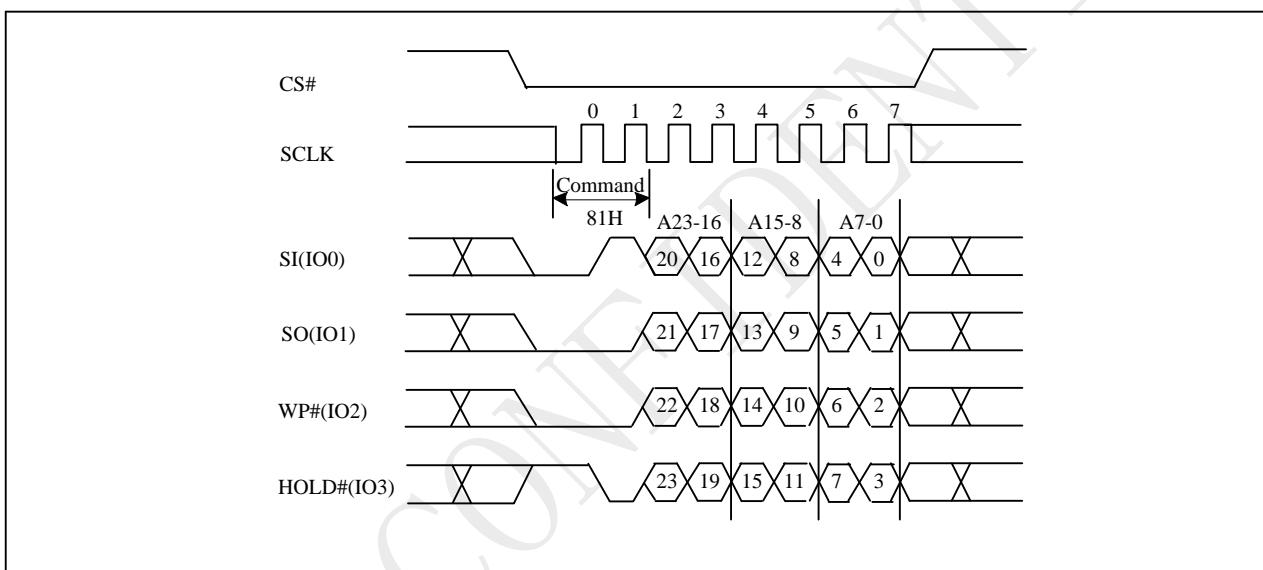 CS#
0 1 2 3 4 5 6 7
SCLK
Command
81H
A23-16 A15-8 A7-0
SI(IO0)
20 16 12 8 4 0
SO(IO1)
21 17 13 9 5 1
WP#(IO2)
22 18 14 10 6 2
HOLD#(IO3)
23 19 15 11 7 3